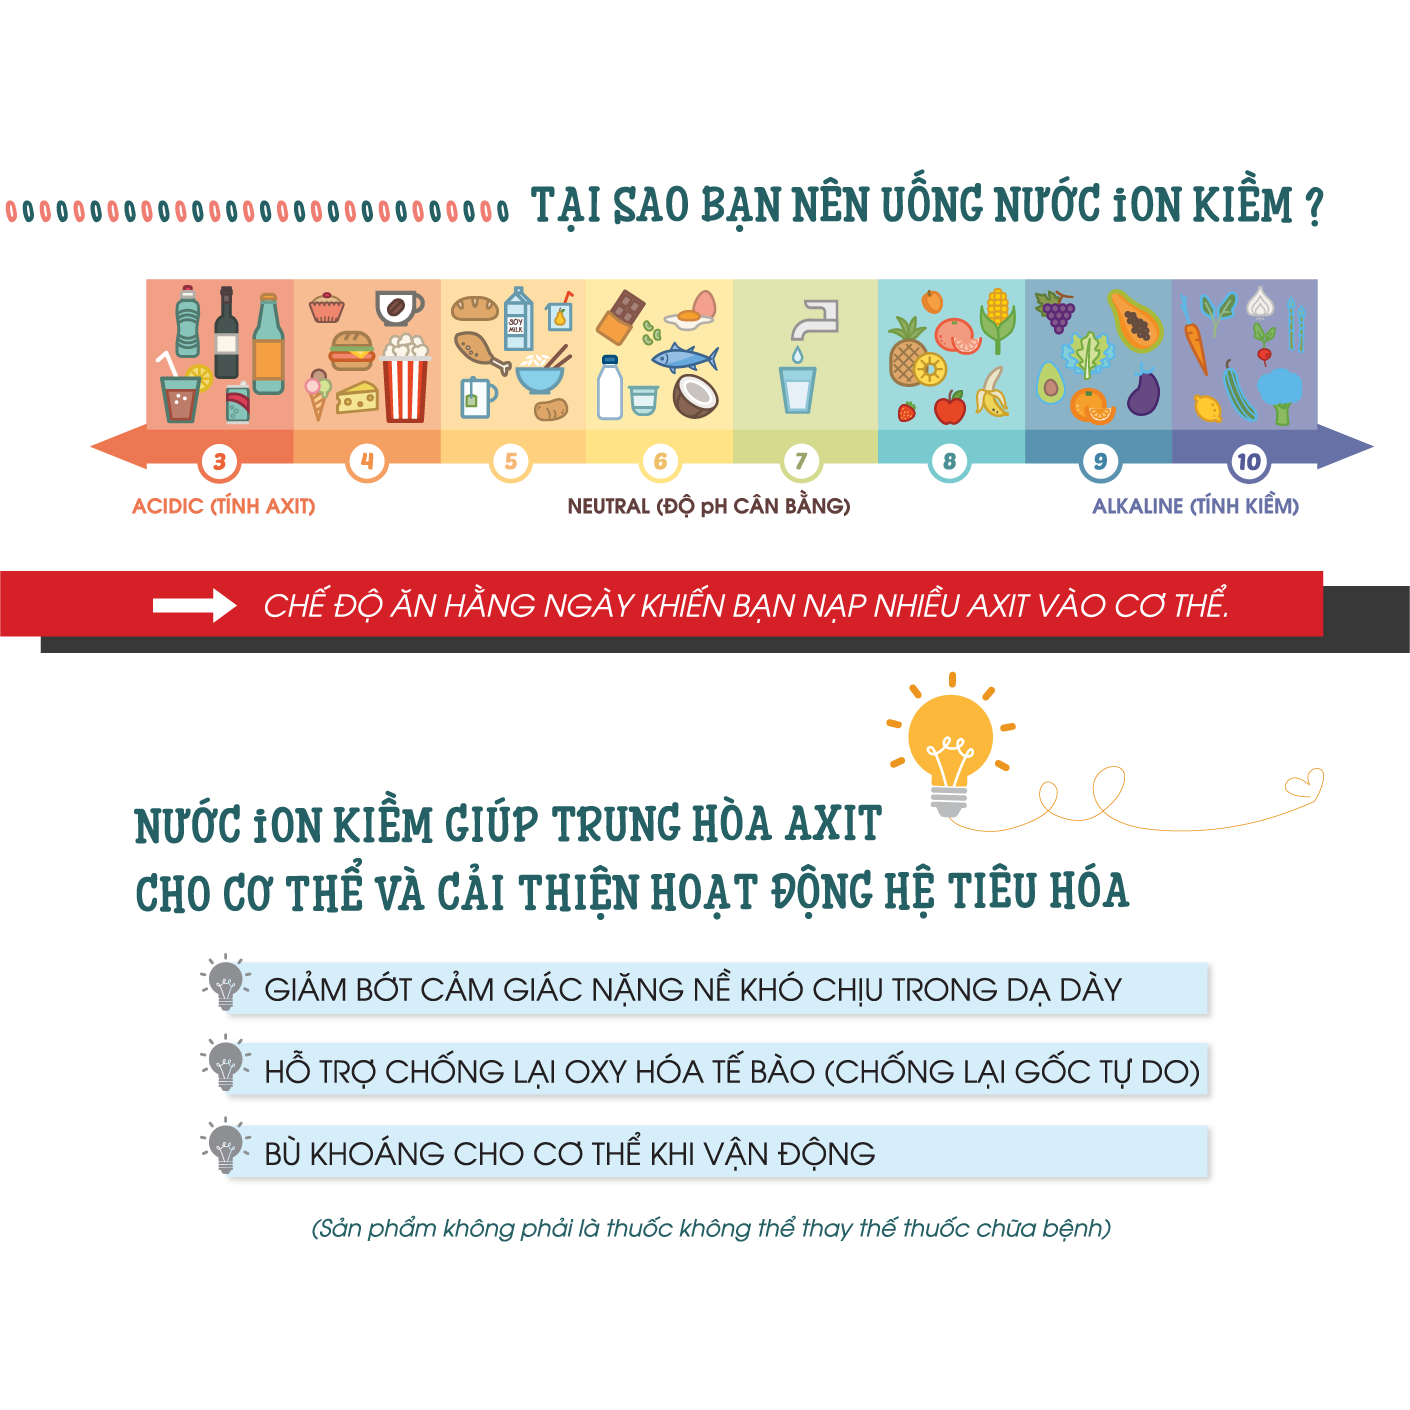 TẠI SAO BẠN NÊN UỐNG NƯỚC iON KIỀM ?
SOY
MILK
3 4 5 6 7 8 9 10
ACIDIC (TÍNH AXIT) NEUTRAL (ĐỘ pH CÂN BẰNG) ALKALINE (TÍNH KIỀM)
CHẾ ĐỘ ĂN HẰNG NGÀY KHIẾN BẠN NẠP NHIỀU AXIT VÀO CƠ THỂ.
NƯỚC iON KIỀM GIÚP TRUNG HÒA AXIT
CHO CƠ THỂ VÀ CẢI THIỆN HOẠT ĐỘNG HỆ TIÊU HÓA
GIẢM BỚT CẢM GIÁC NẶNG NỀ KHÓ CHỊU TRONG DẠ DÀY
HỖ TRỢ CHỐNG LẠI OXY HÓA TẾ BÀO (CHỐNG LẠI GỐC TỰ DO)
BÙ KHOÁNG CHO CƠ THỂ KHI VẬN ĐỘNG
(Sản phẩm không phải là thuốc không thể thay thế thuốc chữa bệnh)